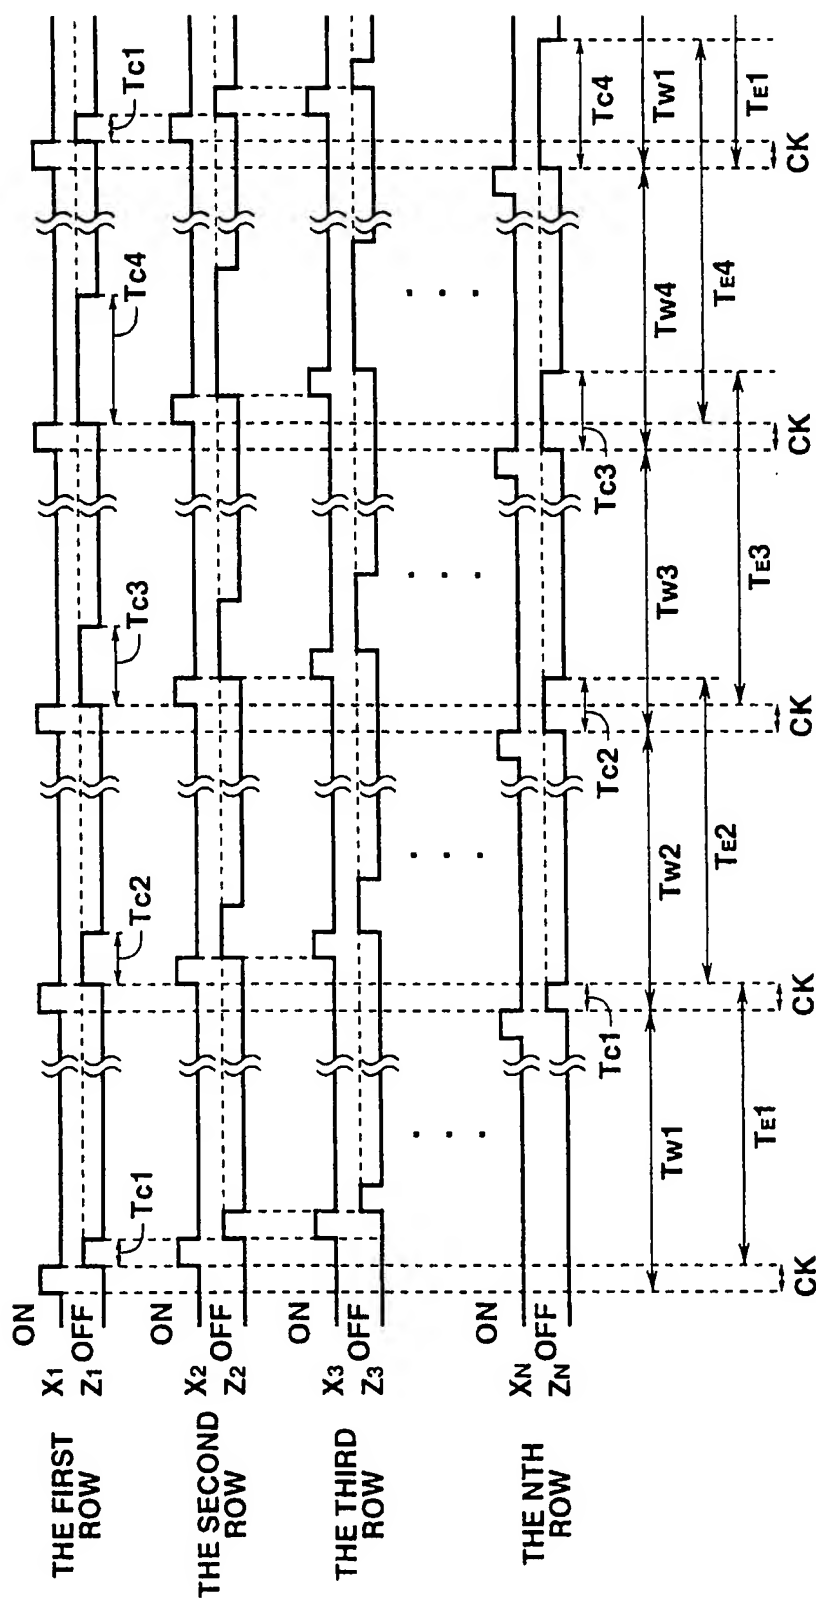 THE FIRST
ROW
X1
ON
Z1
OFF
Tc1
Tc2
Tc3
Tc4
Tc1
THE SECOND
ROW
X2
ON
Z2
OFF
THE THIRD
ROW
X3
ON
Z3
OFF
. . .
. . .
. . .
. . .
THE NTH
ROW
XN
ON
ZN
OFF
Tc1
Tc2
Tc3
Tc4
TW1
TW2
TW3
TW4
TW1
TE2
TE4
TE1
TE3
TE1
CK
CK
CK
CK
CK